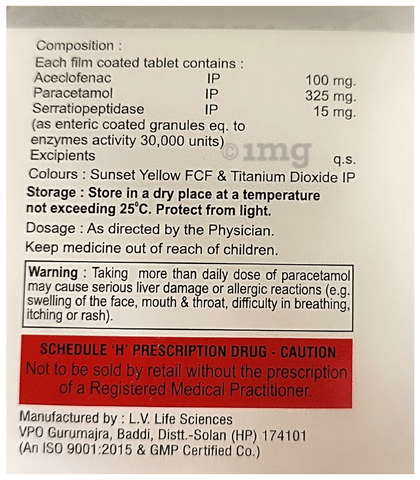 Composition :
Each film coated tablet contains :
Aceclofenac IP 100 mg.
Paracetamol IP 325 mg.
Serratiopeptidase IP 15 mg.
(as enteric coated granules eq. to
enzymes activity 30,000 units)
©1mg
Excipients q.s.
Colours : Sunset Yellow FCF & Titanium Dioxide IP
Storage : Store in a dry place at a temperature
not exceeding 25°C. Protect from light.
Dosage : As directed by the Physician.
Keep medicine out of reach of children.
Warning : Taking more than daily dose of paracetamol
may cause serious liver damage or allergic reactions (e.g.
swelling of the face, mouth & throat, difficulty in breathing,
itching or rash).
SCHEDULE 'H' PRESCRIPTION DRUG - CAUTION
Not to be sold by retail without the prescription
of a Registered Medical Practitioner.
Manufactured by : L.V. Life Sciences
VPO Gurumajra, Baddi, Distt.-Solan (HP) 174101
(An ISO 9001:2015 & GMP Certified Co.)